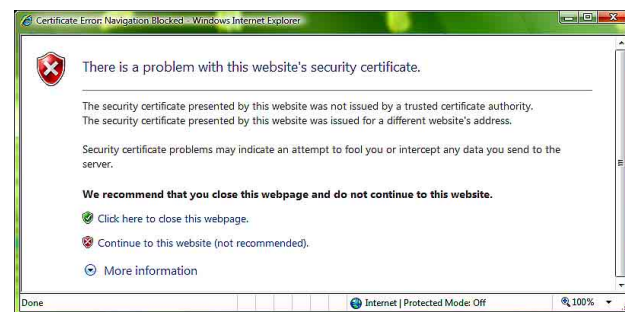 Certificate Error: Navigation Blocked - Windows Internet Explorer
There is a problem with this website's security certificate.
The security certificate presented by this website was not issued by a trusted certificate authority.
The security certificate presented by this website was issued for a different website's address.
Security certificate problems may indicate an attempt to fool you or intercept any data you send to the
server.
We recommend that you close this webpage and do not continue to this website.
Click here to close this webpage.
Continue to this website (not recommended).
More information
Done
Internet | Protected Mode: Off
100%